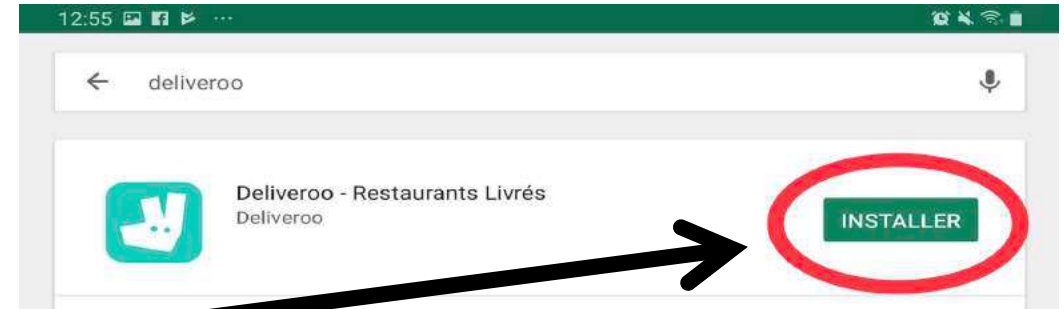 12:55 ...
deliveroo
Deliveroo - Restaurants Livrés
Deliveroo
INSTALLER